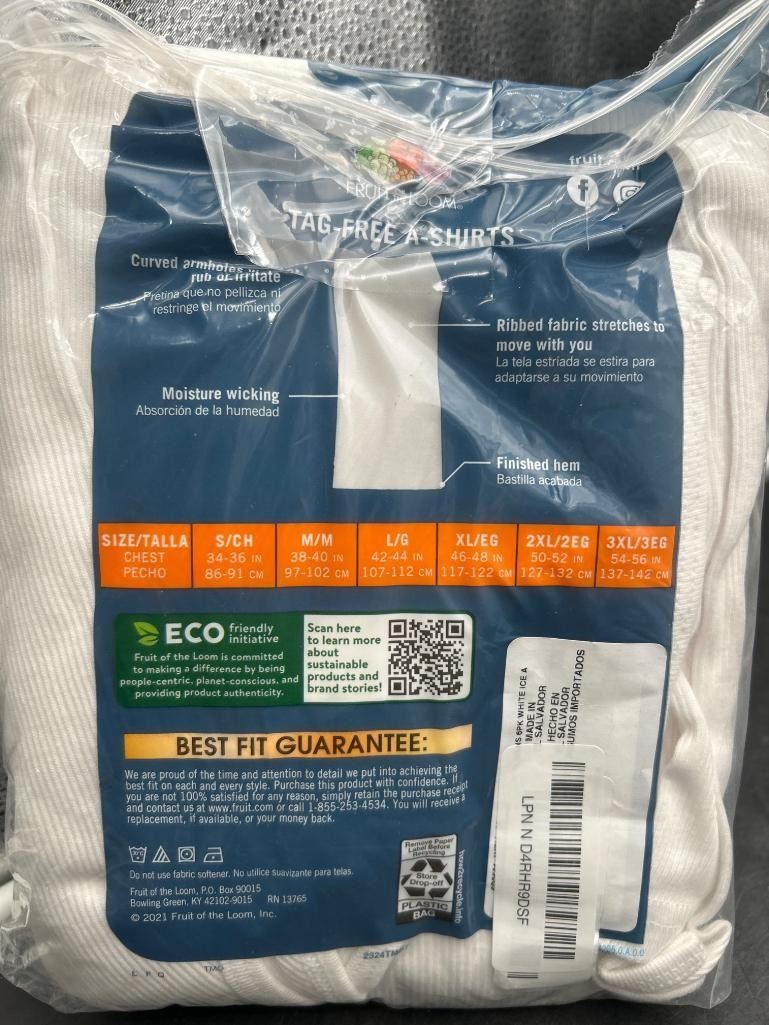 FRUIT OF THE LOOM®
fruit
TAG-FREE A-SHIRTS
Curved armholes
rub or irritate
Pretina que no pellizca ni
restringe el movimiento
Ribbed fabric stretches to
move with you
La tela estriada se estira para
adaptarse a su movimiento
Moisture wicking
Absorción de la humedad
Finished hem
Bastilla acabada
SIZE/TALLA S/CH M/M L/G XL/EG 2XL/2EG 3XL/3EG
CHEST 34-36 IN 38-40 IN 42-44 IN 46-48 IN 50-52 IN 54-56 IN
PECHO 86-91 CM 97-102 CM 107-112 CM 117-122 CM 127-132 CM 137-142 CM
ECO friendly
initiative
Fruit of the Loom is committed
to making a difference by being
people-centric, planet-conscious, and
providing product authenticity.
Scan here
to learn more
about
sustainable
products and
brand stories!
BEST FIT GUARANTEE:
We are proud of the time and attention to detail we put into achieving the
best fit on each and every style. Purchase this product with confidence. If
you are not 100% satisfied for any reason, simply retain the purchase receipt
and contact us at www.fruit.com or call 1-855-253-4534. You will receive a
replacement, if available, or your money back.
Do not use fabric softener. No utilice suavizante para telas.
Fruit of the Loom, P.O. Box 90015
Bowling Green, KY 42102-9015 RN 13765
© 2021 Fruit of the Loom, Inc.
Remove Paper
Label Before
Recycling
Store
Drop-off
PLASTIC
BAG
how2recycle.info
6PK WHITE ICE A
MADE IN
SALVADOR
HECHO EN
SALVADOR
IMPORTADOS
LPN N D4RHR9DSF